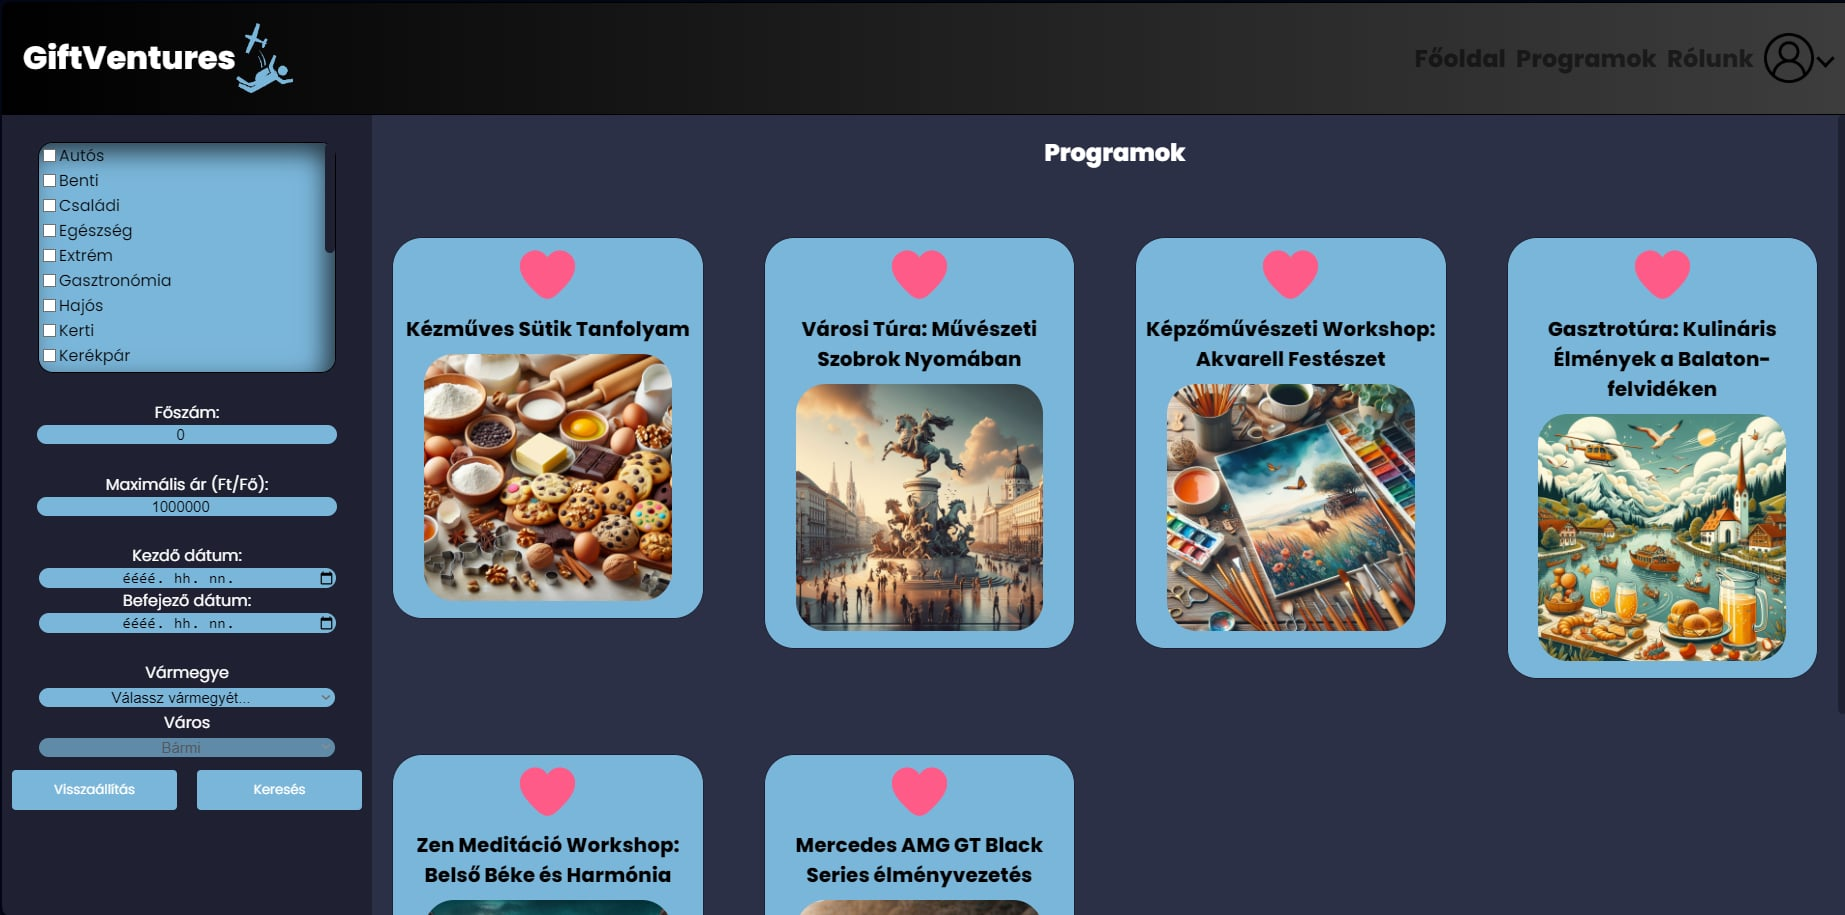 GiftVentures
Főoldal Programok Rólunk
Autós
Benti
Családi
Egészség
Extrém
Gasztronómia
Hajós
Kerti
Kerékpár
Főszám:
0
Maximális ár (Ft/Fő):
1000000
Kezdő dátum:
éééé. hh. nn.
Befejező dátum:
éééé. hh. nn.
Vármegye
Válassz vármegyét...
Város
Bármi
Visszaállítás
Keresés
Programok
Kézműves Sütik Tanfolyam
Városi Túra: Művészeti
Szobrok Nyomában
Képzőművészeti Workshop:
Akvarell Festészet
Gasztrotúra: Kulináris
Élmények a Balaton-
felvidéken
Zen Meditáció Workshop:
Belső Béke és Harmónia
Mercedes AMG GT Black
Series élményvezetés